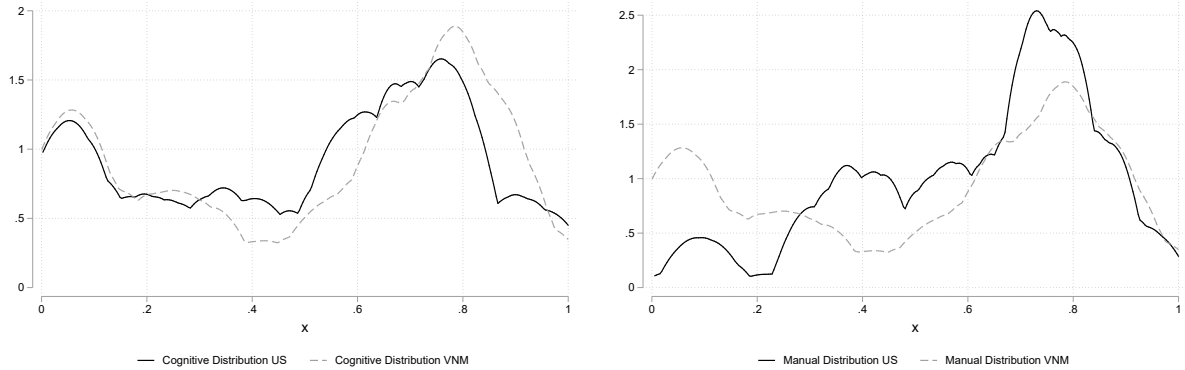 2
1.5
1
.5
0
0 .2 .4 .6 .8 1
x
Cognitive Distribution US Cognitive Distribution VNM
2.5
2
1.5
1
.5
0
0 .2 .4 .6 .8 1
x
Manual Distribution US Manual Distribution VNM